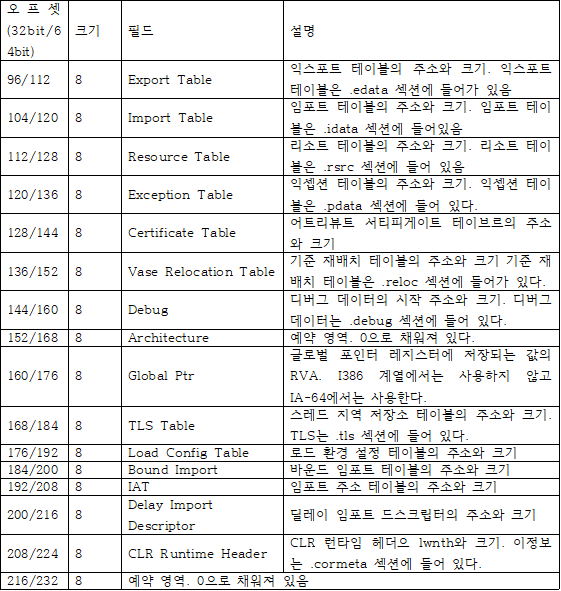 오 프 셋
(32bit/6
4bit)
크기
필드
설명
96/112
8
Export Table
익스포트 테이블의 주소와 크기. 익스포트
테이블은 .edata 섹션에 들어가 있음
104/120
8
Import Table
임포트 테이블의 주소와 크기. 임포트 테이
블은 .idata 섹션에 들어있음
112/128
8
Resource Table
리소트 테이블의 주소와 크기. 리소트 테이
블은 .rsrc 섹션에 들어 있음
120/136
8
Exception Table
익셉션 테이블의 주소와 크기. 익셉션 테이
블은 .pdata 섹션에 들어 있다.
128/144
8
Certificate Table
어트리뷰트 서티피게이트 테이브르의 주소
와 크기
136/152
8
Vase Relocation Table
기준 재배치 테이블의 주소와 크기 기준 재
배치 테이블은 .reloc 섹션에 들어가 있다.
144/160
8
Debug
디버그 데이터의 시작 주소와 크기. 디버그
데이터는 .debug 섹션에 들어 있다.
152/168
8
Architecture
예약 영역. 0으로 채워져 있다.
160/176
8
Global Ptr
글로벌 포인터 레지스터에 저장되는 값의
RVA. I386 계열에서는 사용하지 않고
IA-64에서는 사용한다.
168/184
8
TLS Table
스레드 지역 저장소 테이블의 주소와 크기.
TLS는 .tls 섹션에 들어 있다.
176/192
8
Load Config Table
로드 환경 설정 테이블의 주소와 크기
184/200
8
Bound Import
바운드 임포트 테이블의 주소와 크기
192/208
8
IAT
임포트 주소 테이블의 주소와 크기
200/216
8
Delay Import
Descriptor
딜레이 임포트 드스크립터의 주소와 크기
208/224
8
CLR Runtime Header
CLR 런타임 헤더으 lwnth와 크기. 이정보
는 .cormeta 섹션에 들어 있다.
216/232
8
예약 영역. 0으로 채워져 있음